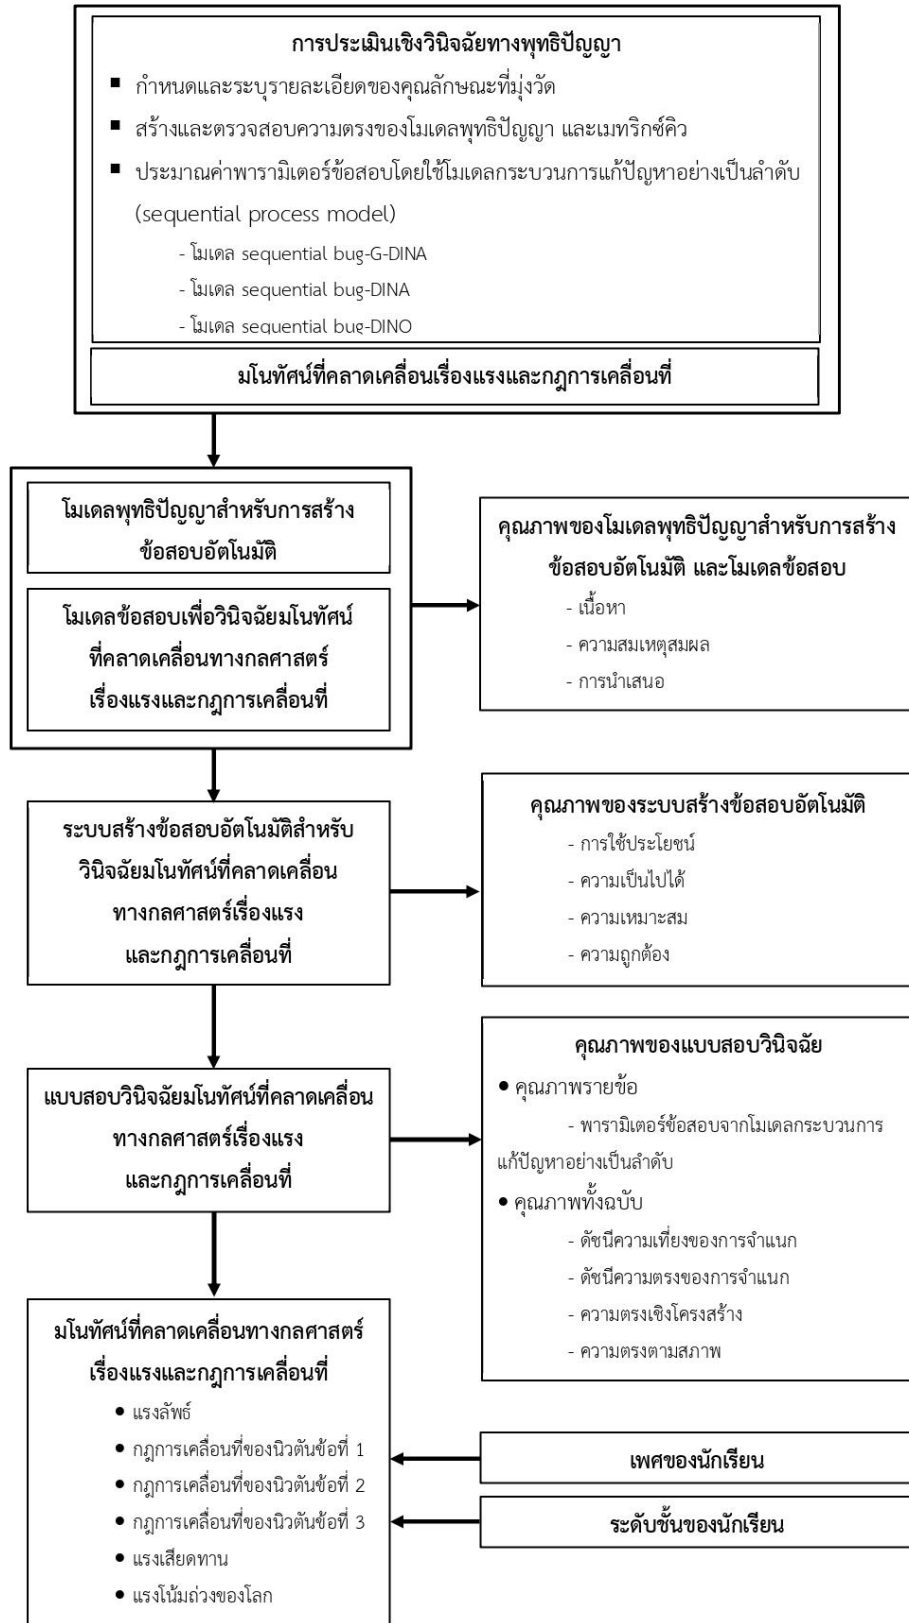 การประเมินเชิงวินิจฉัยทางพุทธิปัญญา
▪ กำหนดและระบุรายละเอียดของคุณลักษณะที่มุ่งวัด
▪ สร้างและตรวจสอบความตรงของโมเดลพุทธิปัญญา และเมทริกซ์คิว
▪ ประมาณค่าพารามิเตอร์ข้อสอบโดยใช้โมเดลกระบวนการแก้ปัญหาอย่างเป็นลำดับ
(sequential process model)
- โมเดล sequential bug-G-DINA
- โมเดล sequential bug-DINA
- โมเดล sequential bug-DINO
มโนทัศน์ที่คลาดเคลื่อนเรื่องแรงและกฎการเคลื่อนที่
โมเดลพุทธิปัญญาสำหรับการสร้าง
ข้อสอบอัตโนมัติ
โมเดลข้อสอบเพื่อวินิจฉัยมโนทัศน์
ที่คลาดเคลื่อนทางกลศาสตร์
เรื่องแรงและกฎการเคลื่อนที่
คุณภาพของโมเดลพุทธิปัญญาสำหรับการสร้าง
ข้อสอบอัตโนมัติ และโมเดลข้อสอบ
- เนื้อหา
- ความสมเหตุสมผล
- การนำเสนอ
ระบบสร้างข้อสอบอัตโนมัติสำหรับ
วินิจฉัยมโนทัศน์ที่คลาดเคลื่อน
ทางกลศาสตร์เรื่องแรง
และกฎการเคลื่อนที่
คุณภาพของระบบสร้างข้อสอบอัตโนมัติ
- การใช้ประโยชน์
- ความเป็นไปได้
- ความเหมาะสม
- ความถูกต้อง
แบบสอบวินิจฉัยมโนทัศน์ที่คลาดเคลื่อน
ทางกลศาสตร์เรื่องแรง
และกฎการเคลื่อนที่
คุณภาพของแบบสอบวินิจฉัย
• คุณภาพรายข้อ
- พารามิเตอร์ข้อสอบจากโมเดลกระบวนการ
แก้ปัญหาอย่างเป็นลำดับ
• คุณภาพทั้งฉบับ
- ดัชนีความเที่ยงของการจำแนก
- ดัชนีความตรงของการจำแนก
- ความตรงเชิงโครงสร้าง
- ความตรงตามสภาพ
มโนทัศน์ที่คลาดเคลื่อนทางกลศาสตร์
เรื่องแรงและกฎการเคลื่อนที่
• แรงลัพธ์
• กฎการเคลื่อนที่ของนิวตันข้อที่ 1
• กฎการเคลื่อนที่ของนิวตันข้อที่ 2
• กฎการเคลื่อนที่ของนิวตันข้อที่ 3
• แรงเสียดทาน
• แรงโน้มถ่วงของโลก
เพศของนักเรียน
ระดับชั้นของนักเรียน